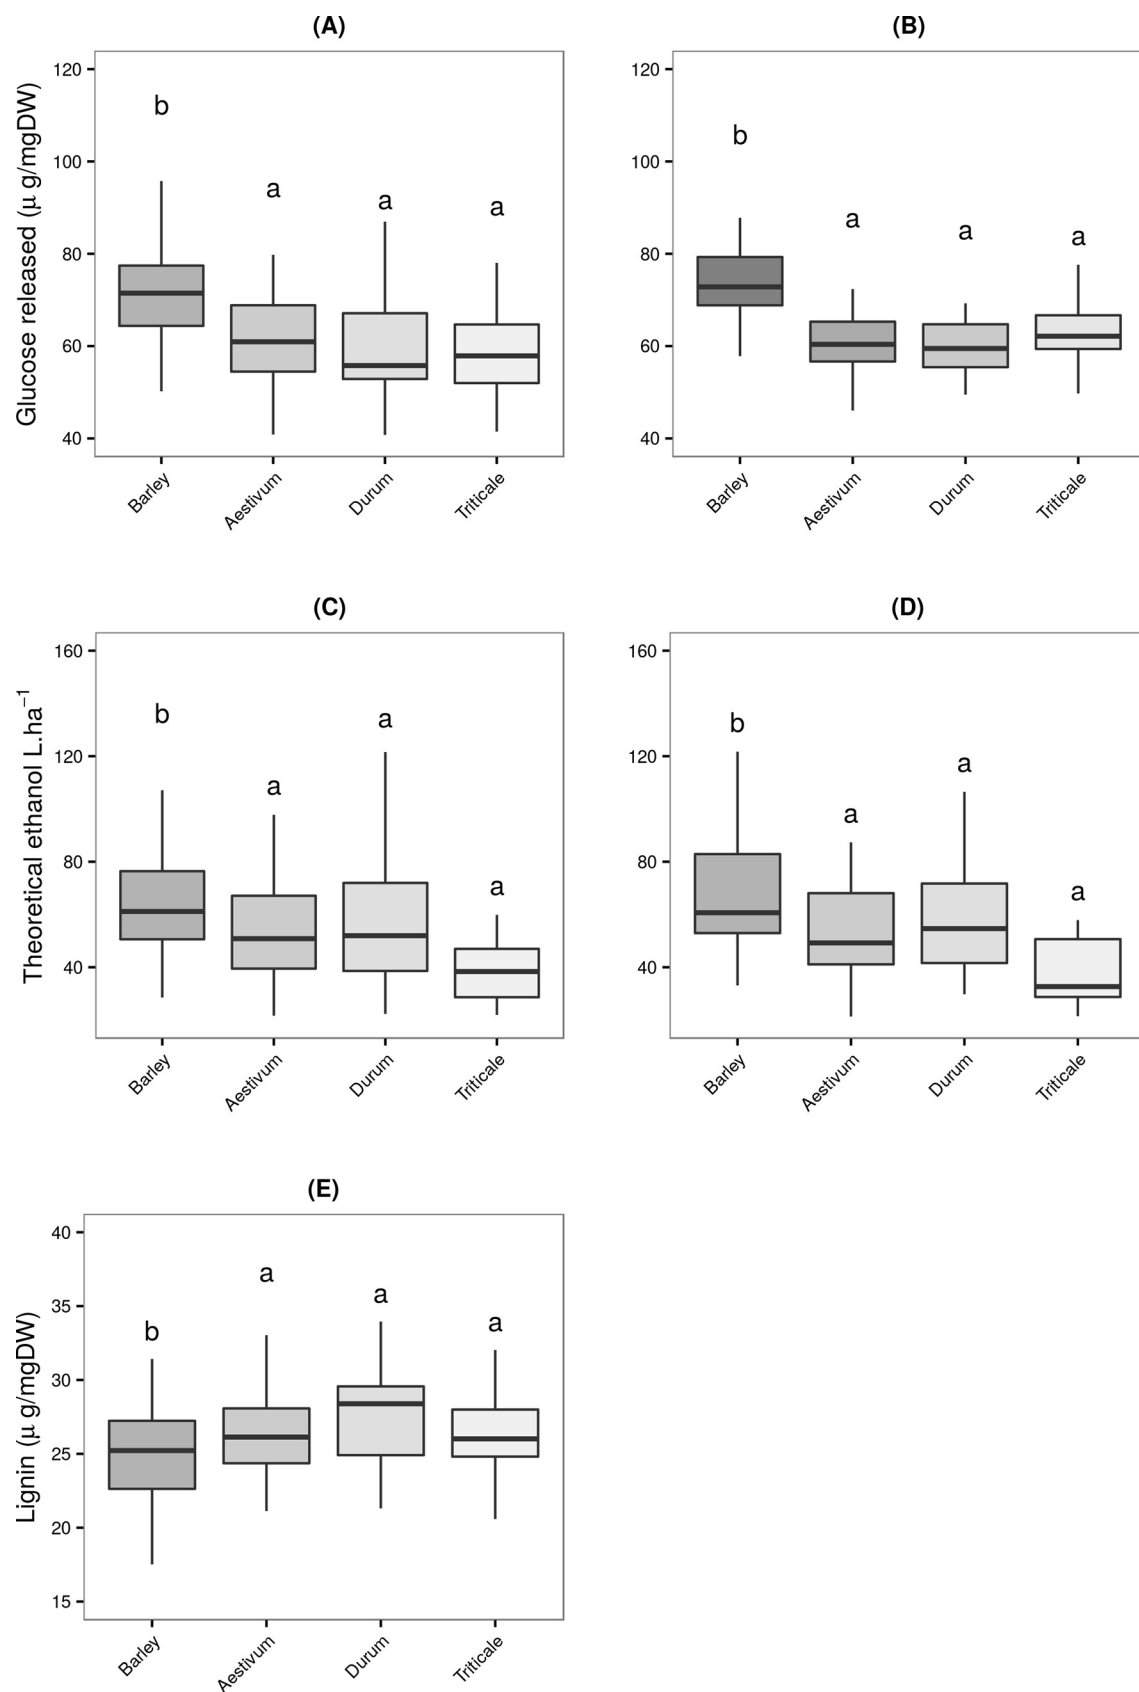 (A)
Glucose released (μ g/mgDW)
120
100
80
60
40
b
a
a
a
Barley
Aestivum
Durum
Triticale
(B)
120
100
80
60
40
b
a
a
a
Barley
Aestivum
Durum
Triticale
(C)
Theoretical ethanol L.ha⁻¹
160
120
80
40
b
a
a
a
Barley
Aestivum
Durum
Triticale
(D)
160
120
80
40
b
a
a
a
Barley
Aestivum
Durum
Triticale
(E)
Lignin (μ g/mgDW)
40
35
30
25
20
15
b
a
a
a
Barley
Aestivum
Durum
Triticale